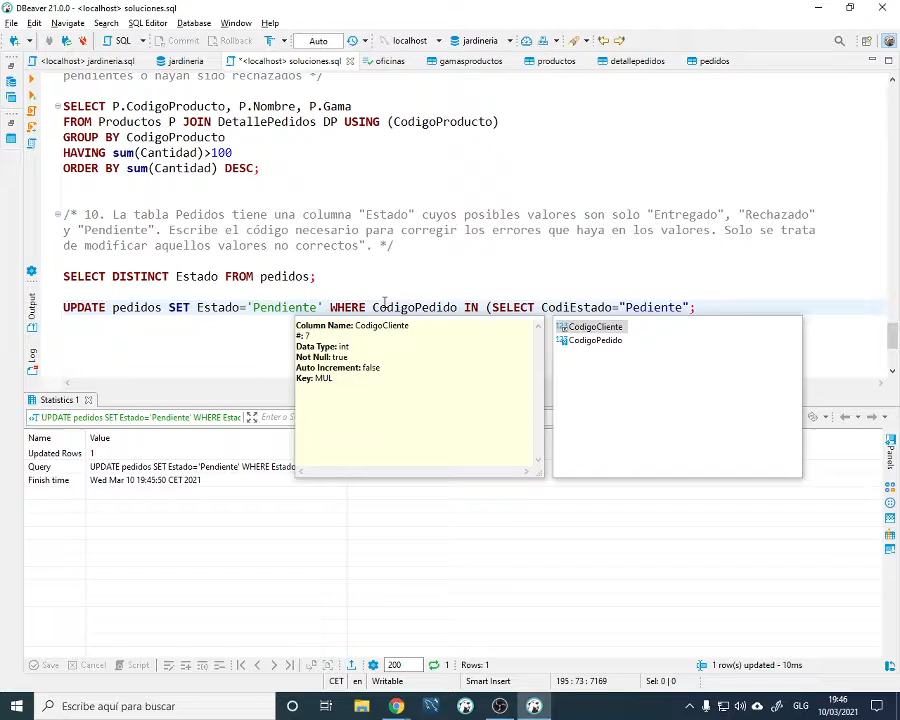 DBeaver 21.0.0 - <localhost> soluciones.sql
File Edit Navigate Search SQL Editor Database Window Help
SQL Commit Rollback T Auto localhost jardineria
<localhost> jardineria.sql jardineria *<localhost> soluciones.sql oficinas gamasproductos productos detallepedidos pedidos
pendientes o hayan sido rechazados */
SELECT P.CodigoProducto, P.Nombre, P.Gama
FROM Productos P JOIN DetallePedidos DP USING (CodigoProducto)
GROUP BY CodigoProducto
HAVING sum(Cantidad)>100
ORDER BY sum(Cantidad) DESC;
/* 10. La tabla Pedidos tiene una columna "Estado" cuyos posibles valores son solo "Entregado", "Rechazado"
y "Pendiente". Escribe el código necesario para corregir los errores que haya en los valores. Solo se trata
de modificar aquellos valores no correctos". */
SELECT DISTINCT Estado FROM pedidos;
UPDATE pedidos SET Estado='Pendiente' WHERE CodigoPedido IN (SELECT CodiEstado="Pediente";
Output
Log
Column Name: CodigoCliente
#: 7
Data Type: int
Not Null: true
Auto Increment: false
Key: MUL
123 CodigoCliente
123 CodigoPedido
Statistics 1
UPDATE pedidos SET Estado='Pendiente' WHERE Estac Enter a S
Name Value
Updated Rows 1
Query UPDATE pedidos SET Estado='Pendiente' WHERE Estado
Finish time Wed Mar 10 19:45:50 CET 2021
Panels
Save Cancel Script 200 1 Rows: 1 1 row(s) updated - 10ms
CET en Writable Smart Insert 195 : 73 : 7169 Sel: 0 | 0
Escribe aquí para buscar
GLG
19:46
10/03/2021